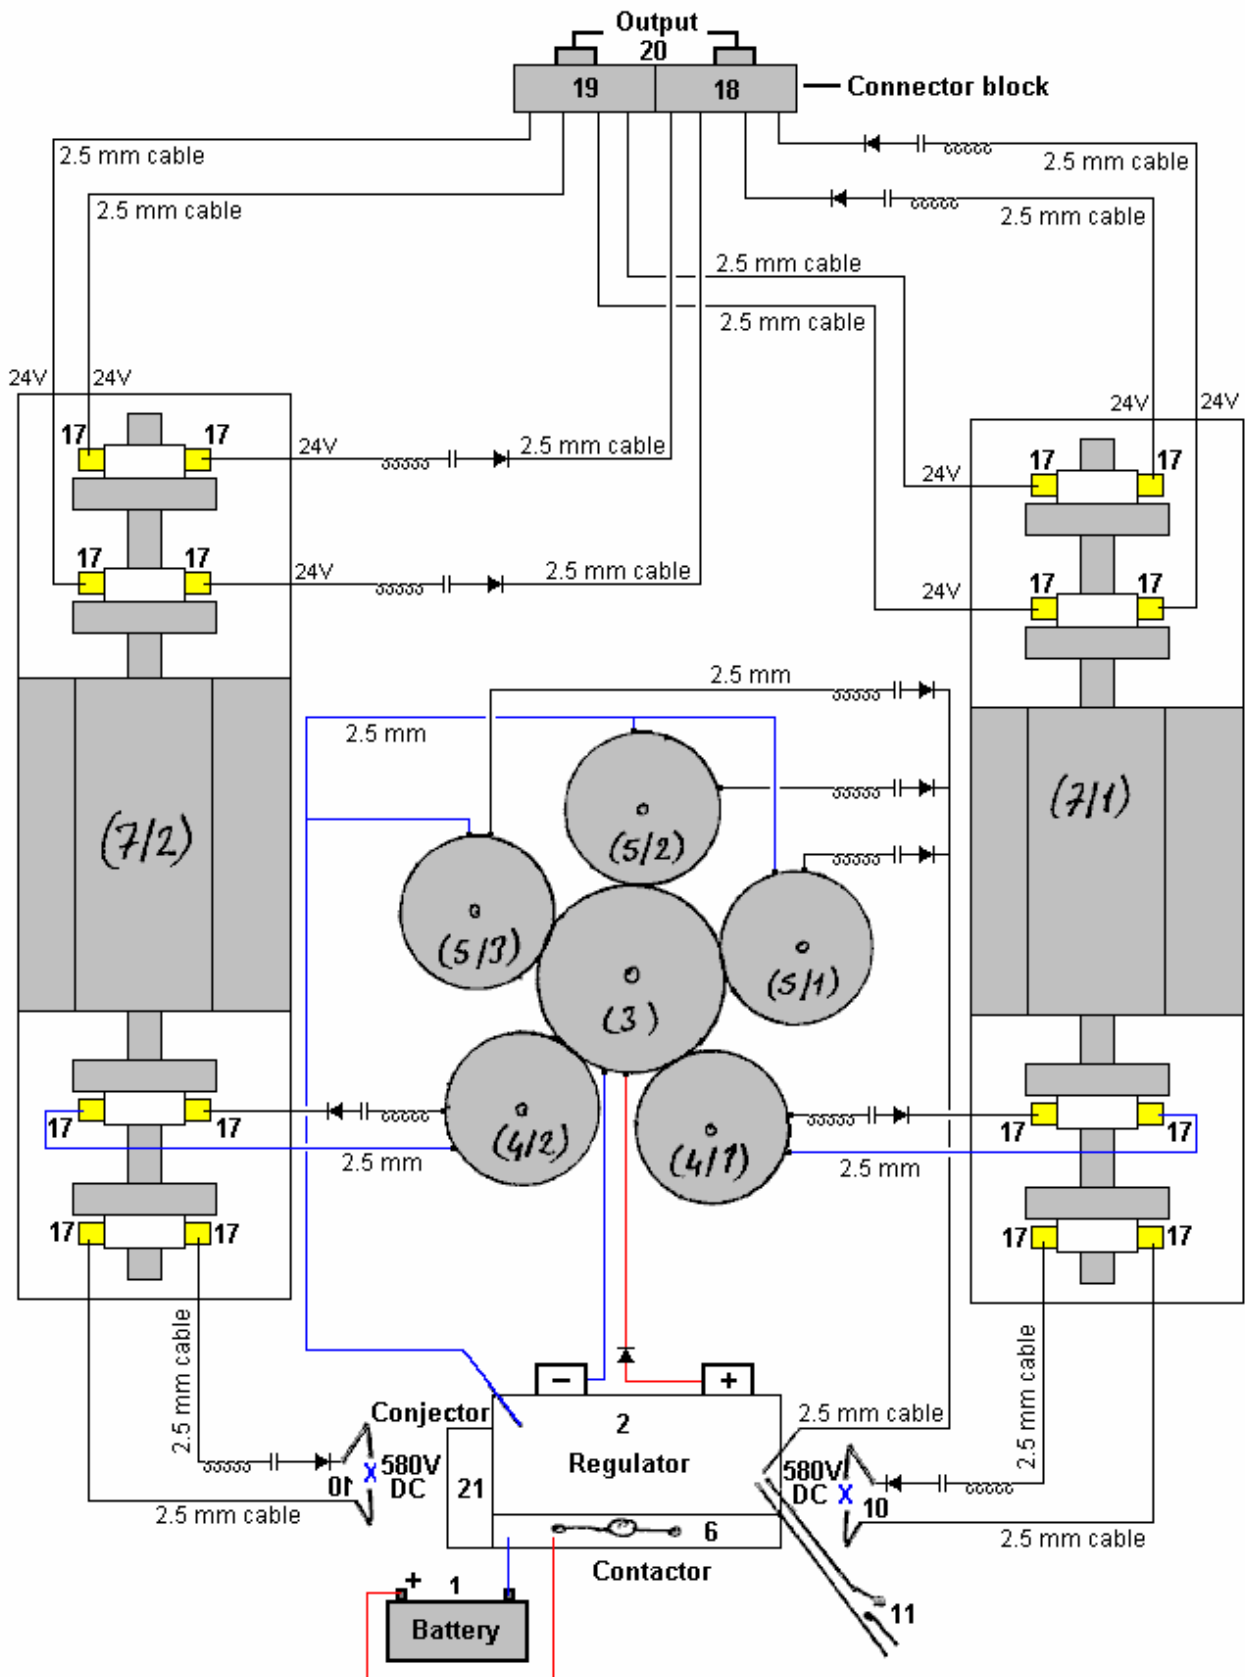 Output
20
19 18 Connector block
2.5 mm cable 2.5 mm cable
2.5 mm cable 2.5 mm cable
2.5 mm cable
2.5 mm cable
24V 24V 24V 24V
17 17 24V 2.5 mm cable 24V 17 17
17 17 24V 2.5 mm cable 24V 17 17
2.5 mm
2.5 mm
(7/2) (5/2) (7/1)
(5/3) (5/1)
(3)
17 17 (4/2) (4/1) 17 17
2.5 mm 2.5 mm
17 17 17 17
2.5 mm cable 2.5 mm cable
− +
Conjector 2 2.5 mm cable
Regulator
580V DC X 10 21 580V DC X 10
2.5 mm cable 6 2.5 mm cable
Contactor
+ 1 11
Battery